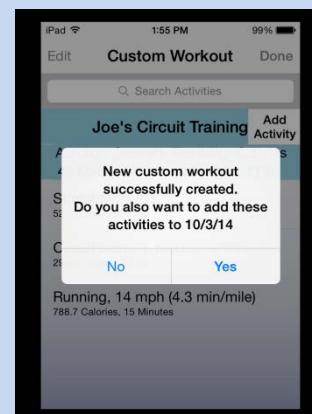 iPad 1:55 PM 99%
Edit Custom Workout Done
Search Activities
Joe's Circuit Training Add Activity
New custom workout
successfully created.
Do you also want to add these
activities to 10/3/14
No Yes
Running, 14 mph (4.3 min/mile)
788.7 Calories, 15 Minutes